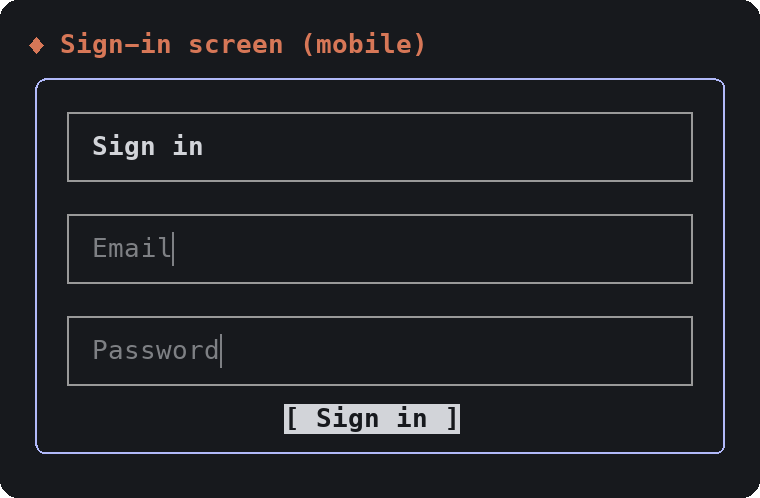 ♦ Sign-in screen (mobile)
Sign in
Email
Password
[ Sign in ]